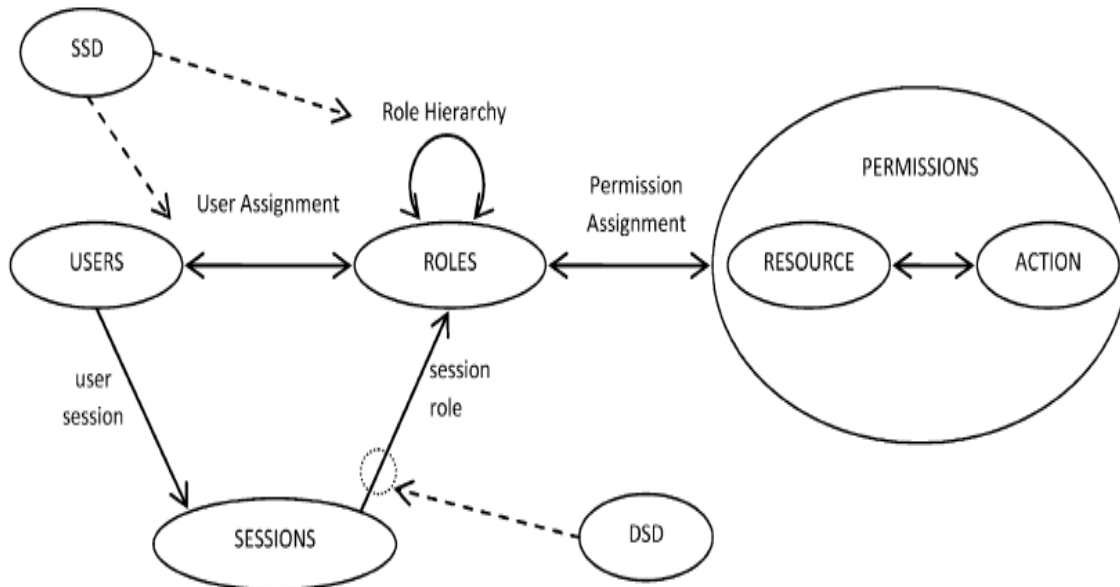 SSD
Role Hierarchy
PERMISSIONS
User Assignment
Permission
Assignment
USERS
ROLES
RESOURCE
ACTION
user
session
session
role
SESSIONS
DSD